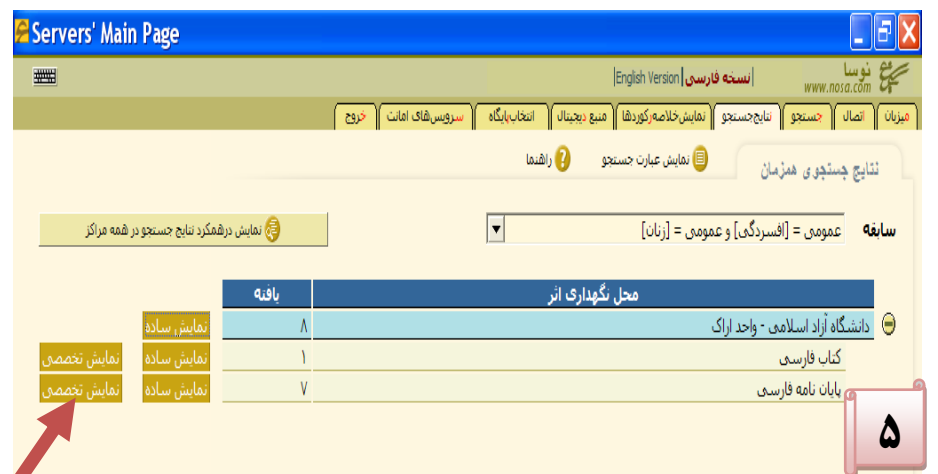 Servers' Main Page
نوسا
www.nosa.com
نسخه فارسی | English Version
میزبان اتصال جستجو نتایج جستجو نمایش خلاصه رکوردها منبع دیجیتال انتخاب پایگاه سرویس های امانت خروج
نتایج جستجوی همزمان
نمایش عبارت جستجو راهنما
سابقه عمومی = [افسردگی] و عمومی = [زنان] نمایش درهمکرد نتایج جستجو در همه مراکز
محل نگهداری اثر یافته
دانشگاه آزاد اسلامی - واحد اراک ۸ نمایش ساده
کتاب فارسی ۱ نمایش ساده نمایش تخصصی
پایان نامه فارسی ۷ نمایش ساده نمایش تخصصی
۵